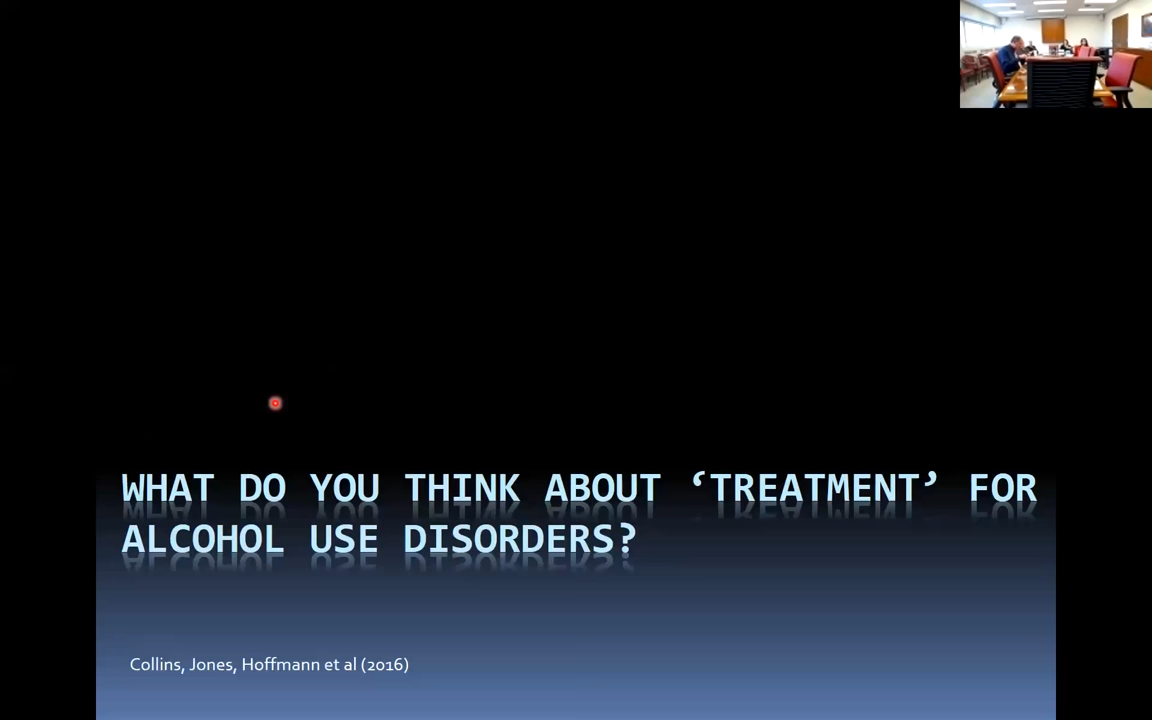 WHAT DO YOU THINK ABOUT ‘TREATMENT’ FOR
ALCOHOL USE DISORDERS?
Collins, Jones, Hoffmann et al (2016)